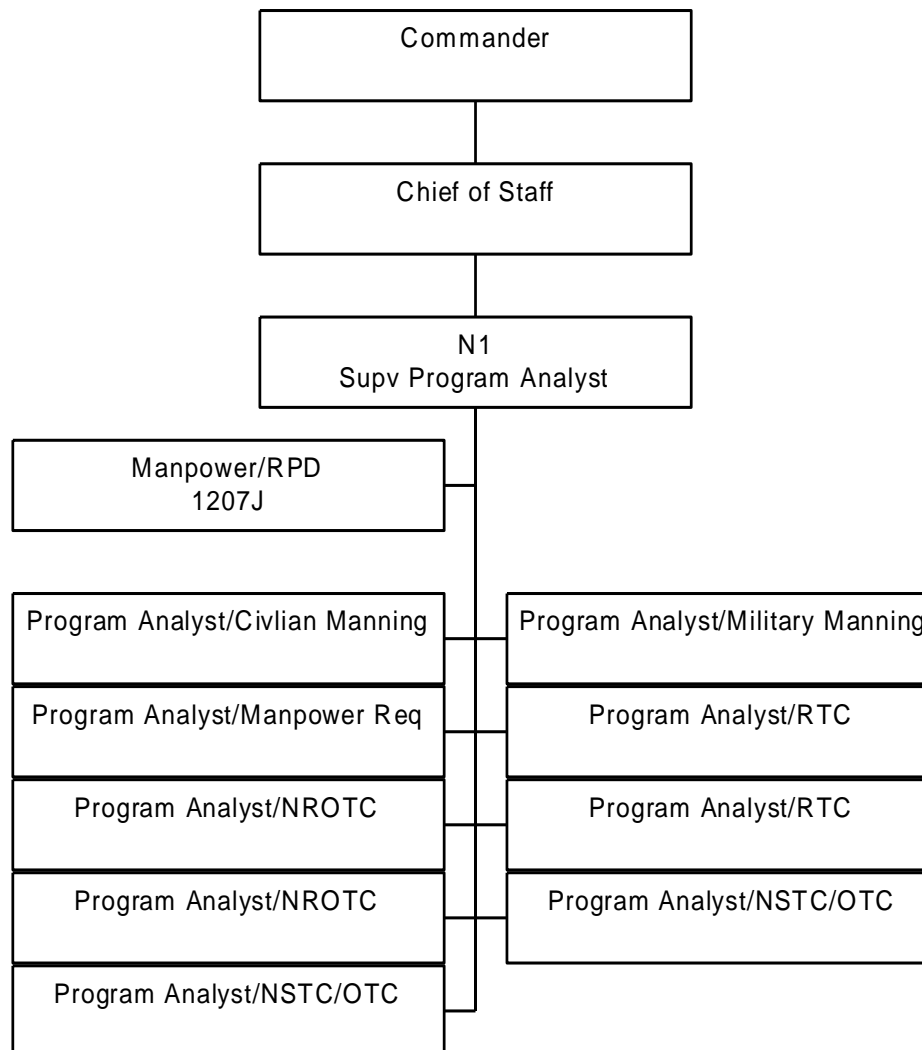 Commander
Chief of Staff
N1
Supv Program Analyst
Manpower/RPD
1207J
Program Analyst/Civlian Manning
Program Analyst/Military Manning
Program Analyst/Manpower Req
Program Analyst/RTC
Program Analyst/NROTC
Program Analyst/RTC
Program Analyst/NROTC
Program Analyst/NSTC/OTC
Program Analyst/NSTC/OTC